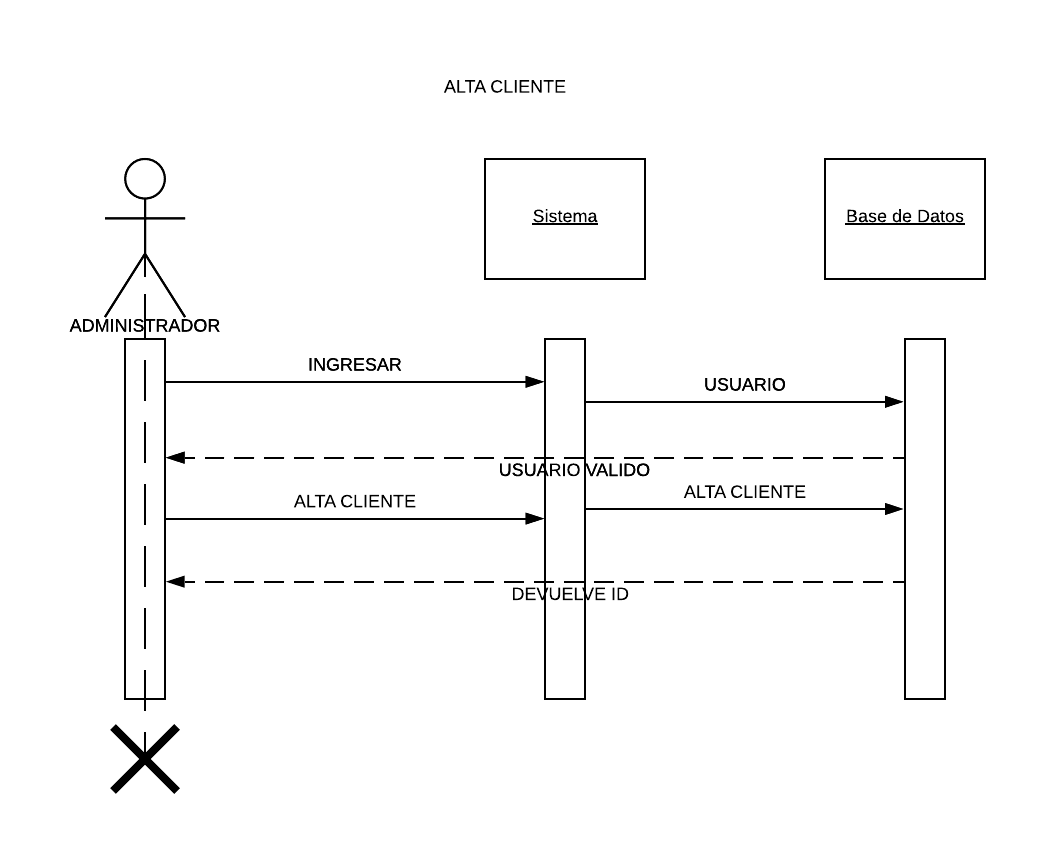 ALTA CLIENTE
Sistema
Base de Datos
ADMINISTRADOR
INGRESAR
USUARIO
USUARIO VALIDO
ALTA CLIENTE
ALTA CLIENTE
DEVUELVE ID